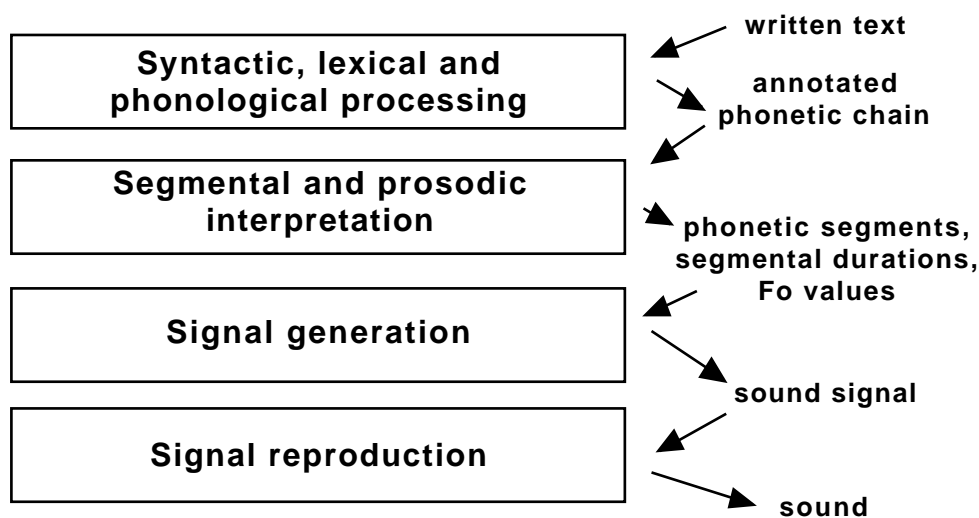 written text
Syntactic, lexical and
phonological processing
annotated
phonetic chain
Segmental and prosodic
interpretation
phonetic segments,
segmental durations,
Fo values
Signal generation
sound signal
Signal reproduction
sound